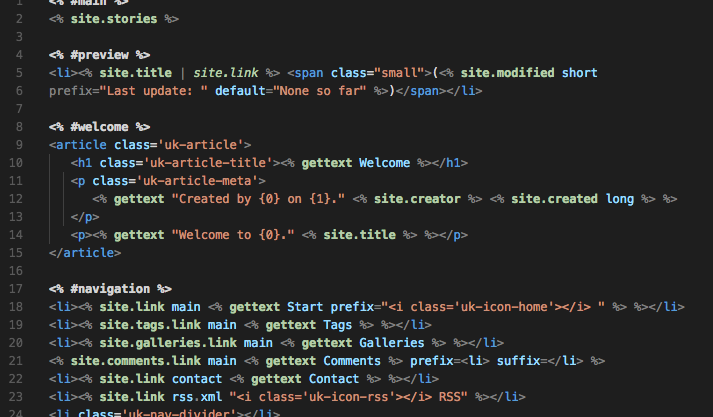 1 <% #main %>
2 <% site.stories %>
3
4 <% #preview %>
5 <li><% site.title | site.link %> <span class="small">(<% site.modified short
6 prefix="Last update: " default="None so far" %>)</span></li>
7
8 <% #welcome %>
9 <article class='uk-article'>
10 <h1 class='uk-article-title'><% gettext Welcome %></h1>
11 <p class='uk-article-meta'>
12 <% gettext "Created by {0} on {1}." <% site.creator %> <% site.created long %> %>
13 </p>
14 <p><% gettext "Welcome to {0}." <% site.title %> %></p>
15 </article>
16
17 <% #navigation %>
18 <li><% site.link main <% gettext Start prefix="<i class='uk-icon-home'></i> " %> %></li>
19 <li><% site.tags.link main <% gettext Tags %> %></li>
20 <li><% site.galleries.link main <% gettext Galleries %> %></li>
21 <% site.comments.link main <% gettext Comments %> prefix=<li> suffix=</li> %>
22 <li><% site.link contact <% gettext Contact %> %></li>
23 <li><% site.link rss.xml "<i class='uk-icon-rss'></i> RSS" %></li>
24 <li class='uk-nav-divider'></li>